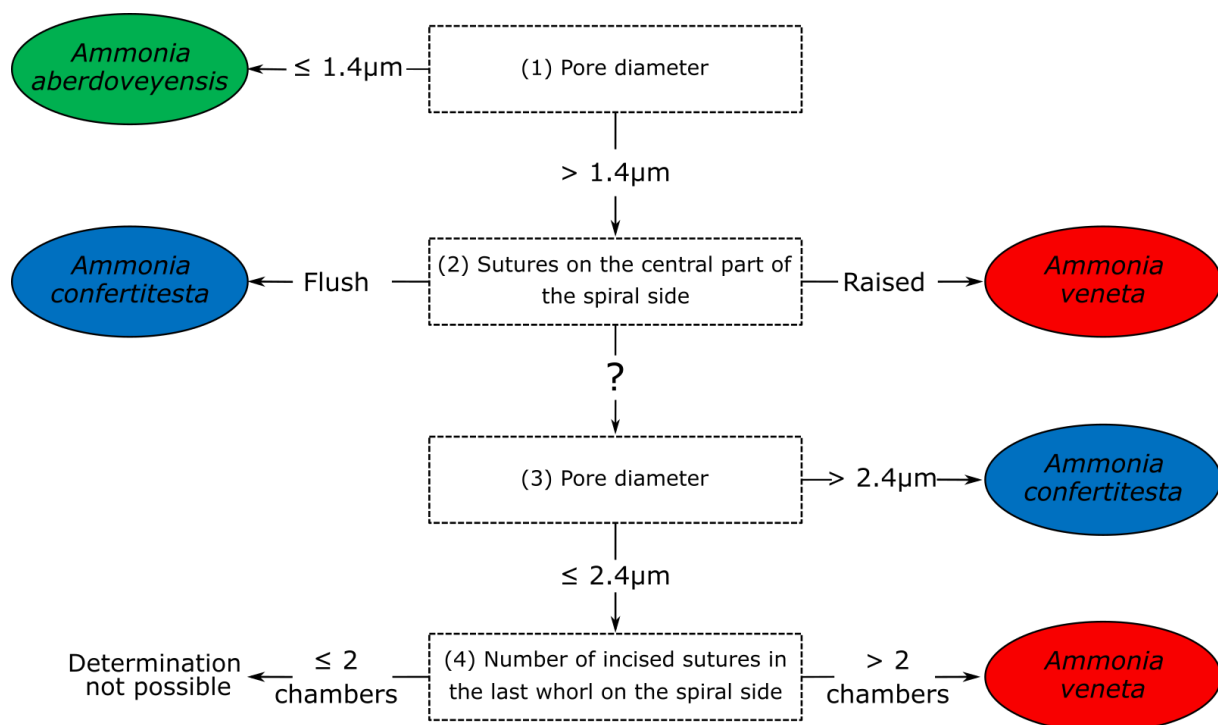 Ammonia
aberdoveyensis
≤ 1.4µm
(1) Pore diameter
> 1.4µm
Ammonia
confertitesta
Flush
(2) Sutures on the central part of
the spiral side
Raised
Ammonia
veneta
?
(3) Pore diameter
> 2.4µm
Ammonia
confertitesta
≤ 2.4µm
Determination
not possible
≤ 2
chambers
(4) Number of incised sutures in
the last whorl on the spiral side
> 2
chambers
Ammonia
veneta